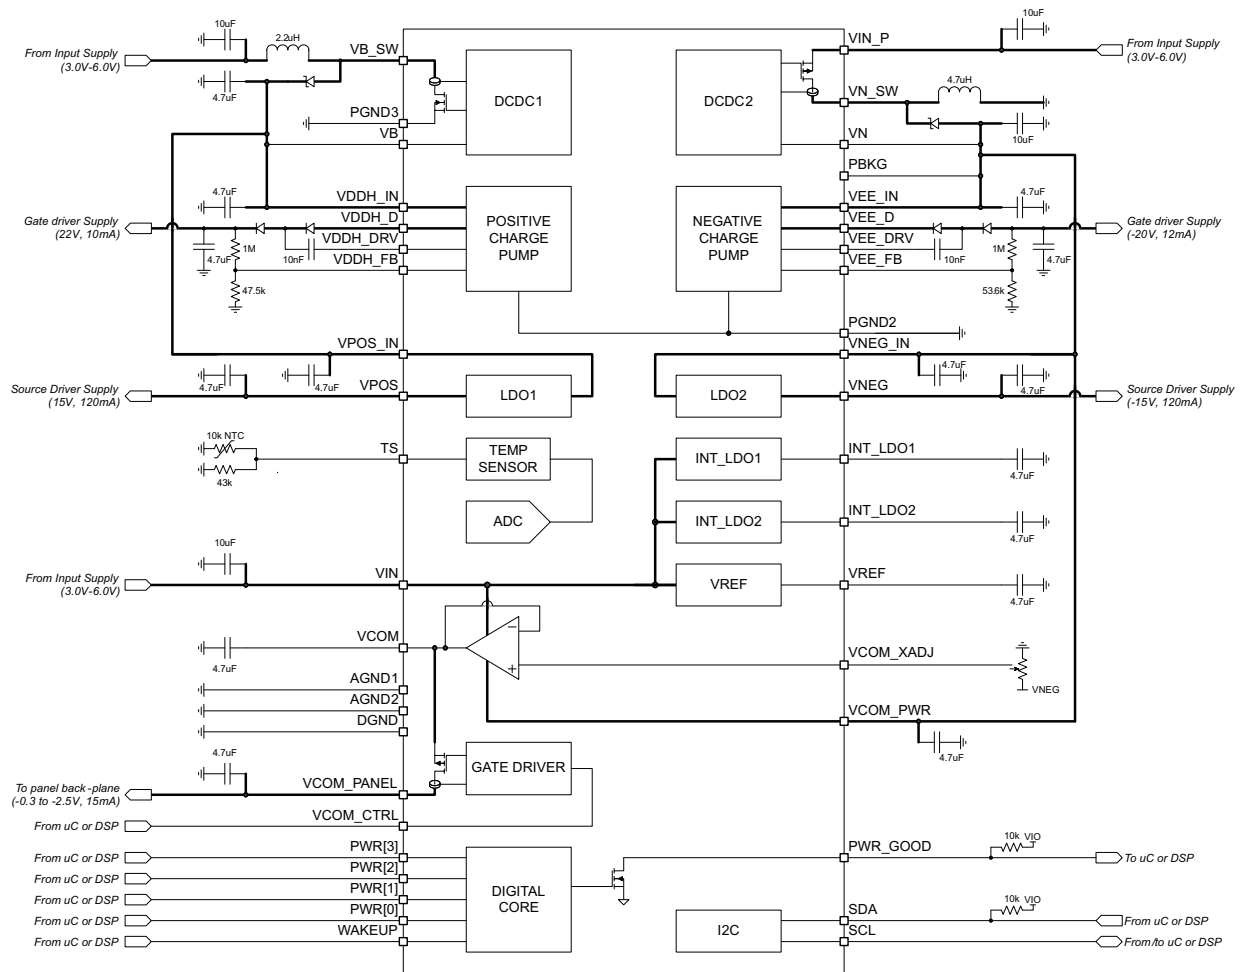 10uF
2.2uH
VB_SW
From Input Supply
(3.0V-6.0V)
4.7uF
PGND3
VB
DCDC1
DCDC2
VIN_P
10uF
From Input Supply
(3.0V-6.0V)
4.7uH
VN_SW
VN
10uF
PBKG
4.7uF
VDDH_IN
Gate driver Supply
(22V, 10mA)
VDDH_D
VDDH_DRV
VDDH_FB
4.7uF
1M
10nF
47.5k
POSITIVE
CHARGE
PUMP
NEGATIVE
CHARGE
PUMP
VEE_IN
VEE_D
VEE_DRV
VEE_FB
4.7uF
10nF
1M
4.7uF
53.6k
Gate driver Supply
(-20V, 12mA)
PGND2
VPOS_IN
VNEG_IN
4.7uF
4.7uF
Source Driver Supply
(15V, 120mA)
VPOS
LDO1
LDO2
VNEG
4.7uF
4.7uF
Source Driver Supply
(-15V, 120mA)
10k NTC
43k
TS
TEMP
SENSOR
ADC
INT_LDO1
INT_LDO1
4.7uF
INT_LDO2
INT_LDO2
4.7uF
10uF
From Input Supply
(3.0V-6.0V)
VIN
VREF
VREF
4.7uF
VCOM
4.7uF
VCOM_XADJ
VNEG
AGND1
AGND2
DGND
VCOM_PWR
4.7uF
4.7uF
To panel back-plane
(-0.3 to -2.5V, 15mA)
VCOM_PANEL
GATE DRIVER
From uC or DSP
VCOM_CTRL
From uC or DSP
PWR[3]
From uC or DSP
PWR[2]
From uC or DSP
PWR[1]
From uC or DSP
PWR[0]
From uC or DSP
WAKEUP
DIGITAL
CORE
PWR_GOOD
10k
VIO
To uC or DSP
I2C
SDA
10k
VIO
From uC or DSP
SCL
From/to uC or DSP